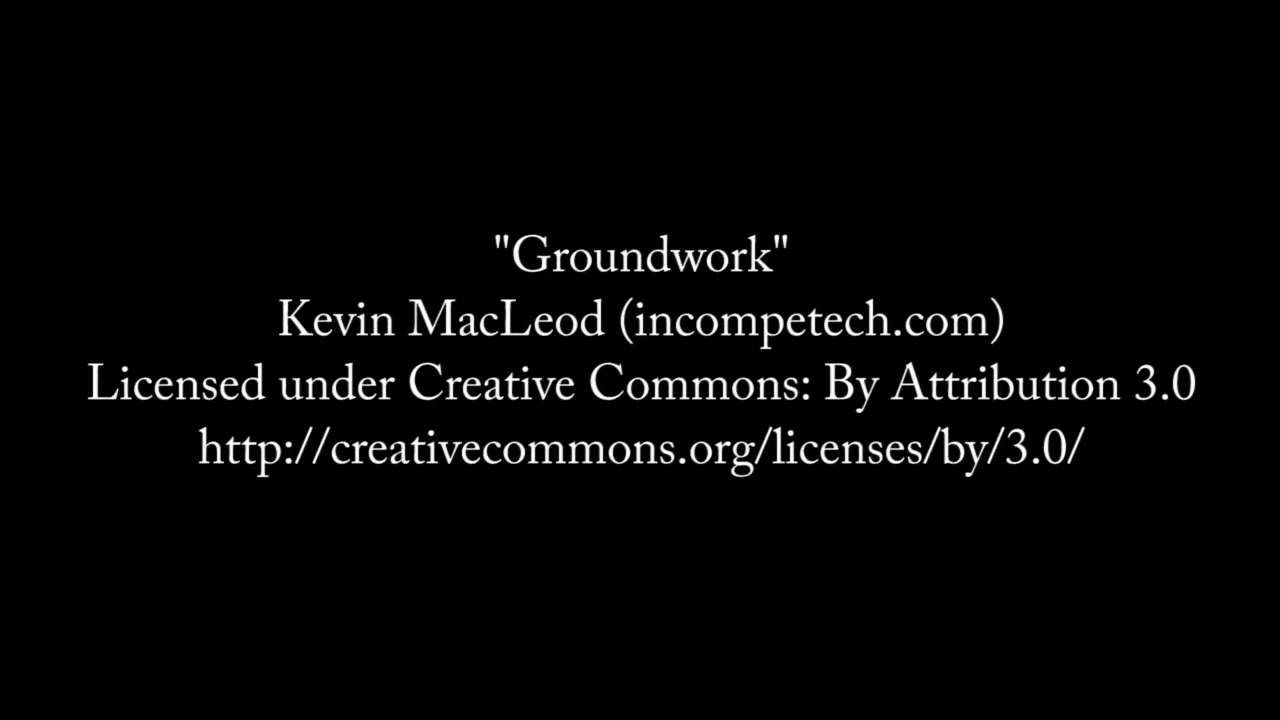 "Groundwork"
Kevin MacLeod (incompetech.com)
Licensed under Creative Commons: By Attribution 3.0
http://creativecommons.org/licenses/by/3.0/